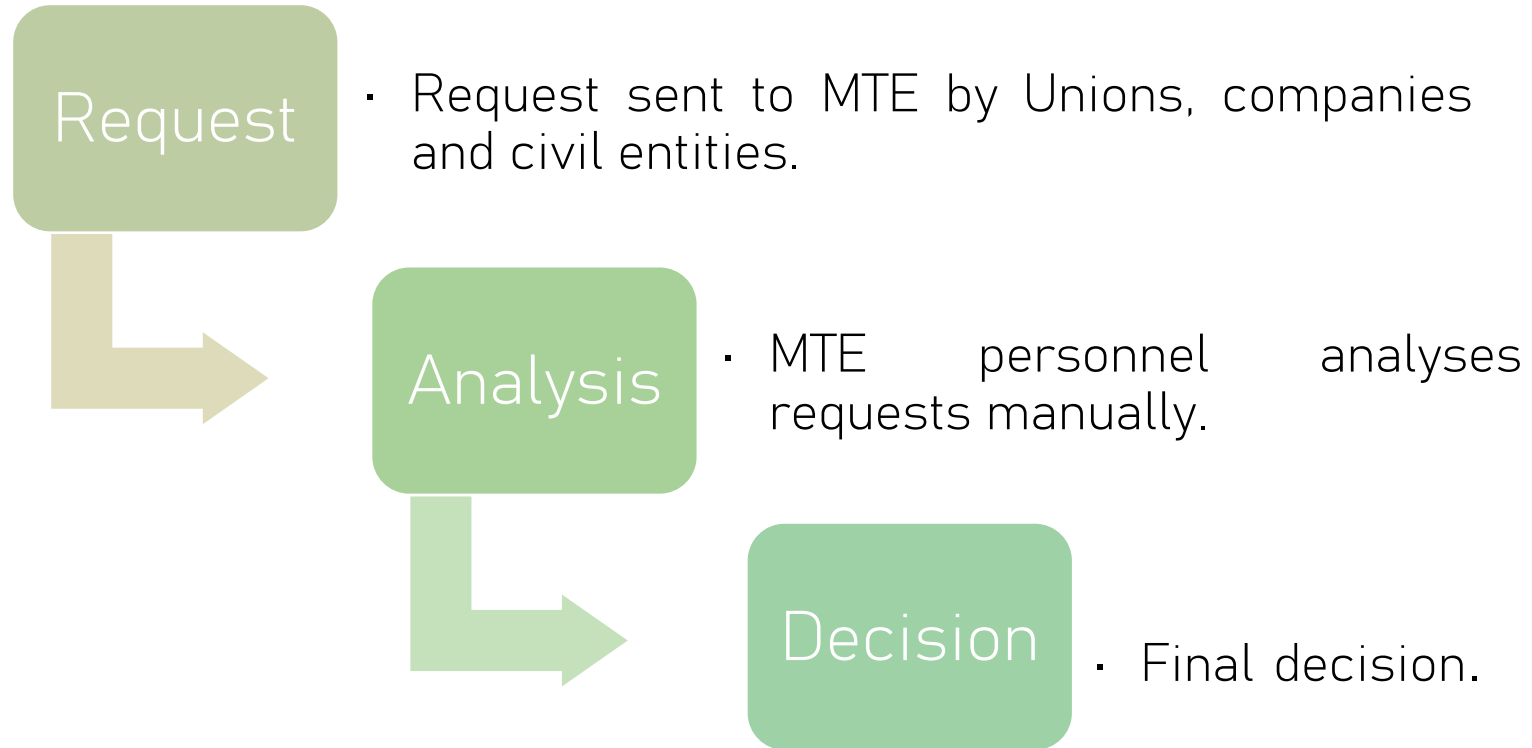 Request
· Request sent to MTE by Unions, companies
and civil entities.
Analysis
· MTE personnel analyses
requests manually.
Decision
· Final decision.